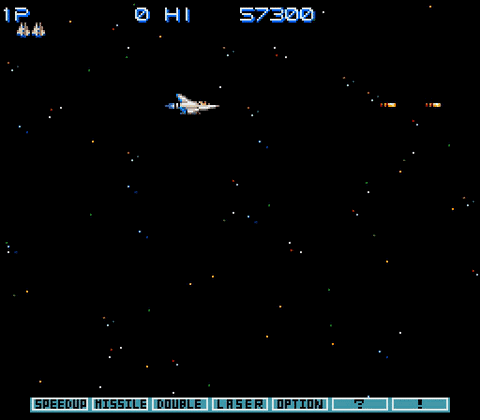 1P 0 HI 57300
SPEEDUP MISSILE DOUBLE LASER OPTION ? !